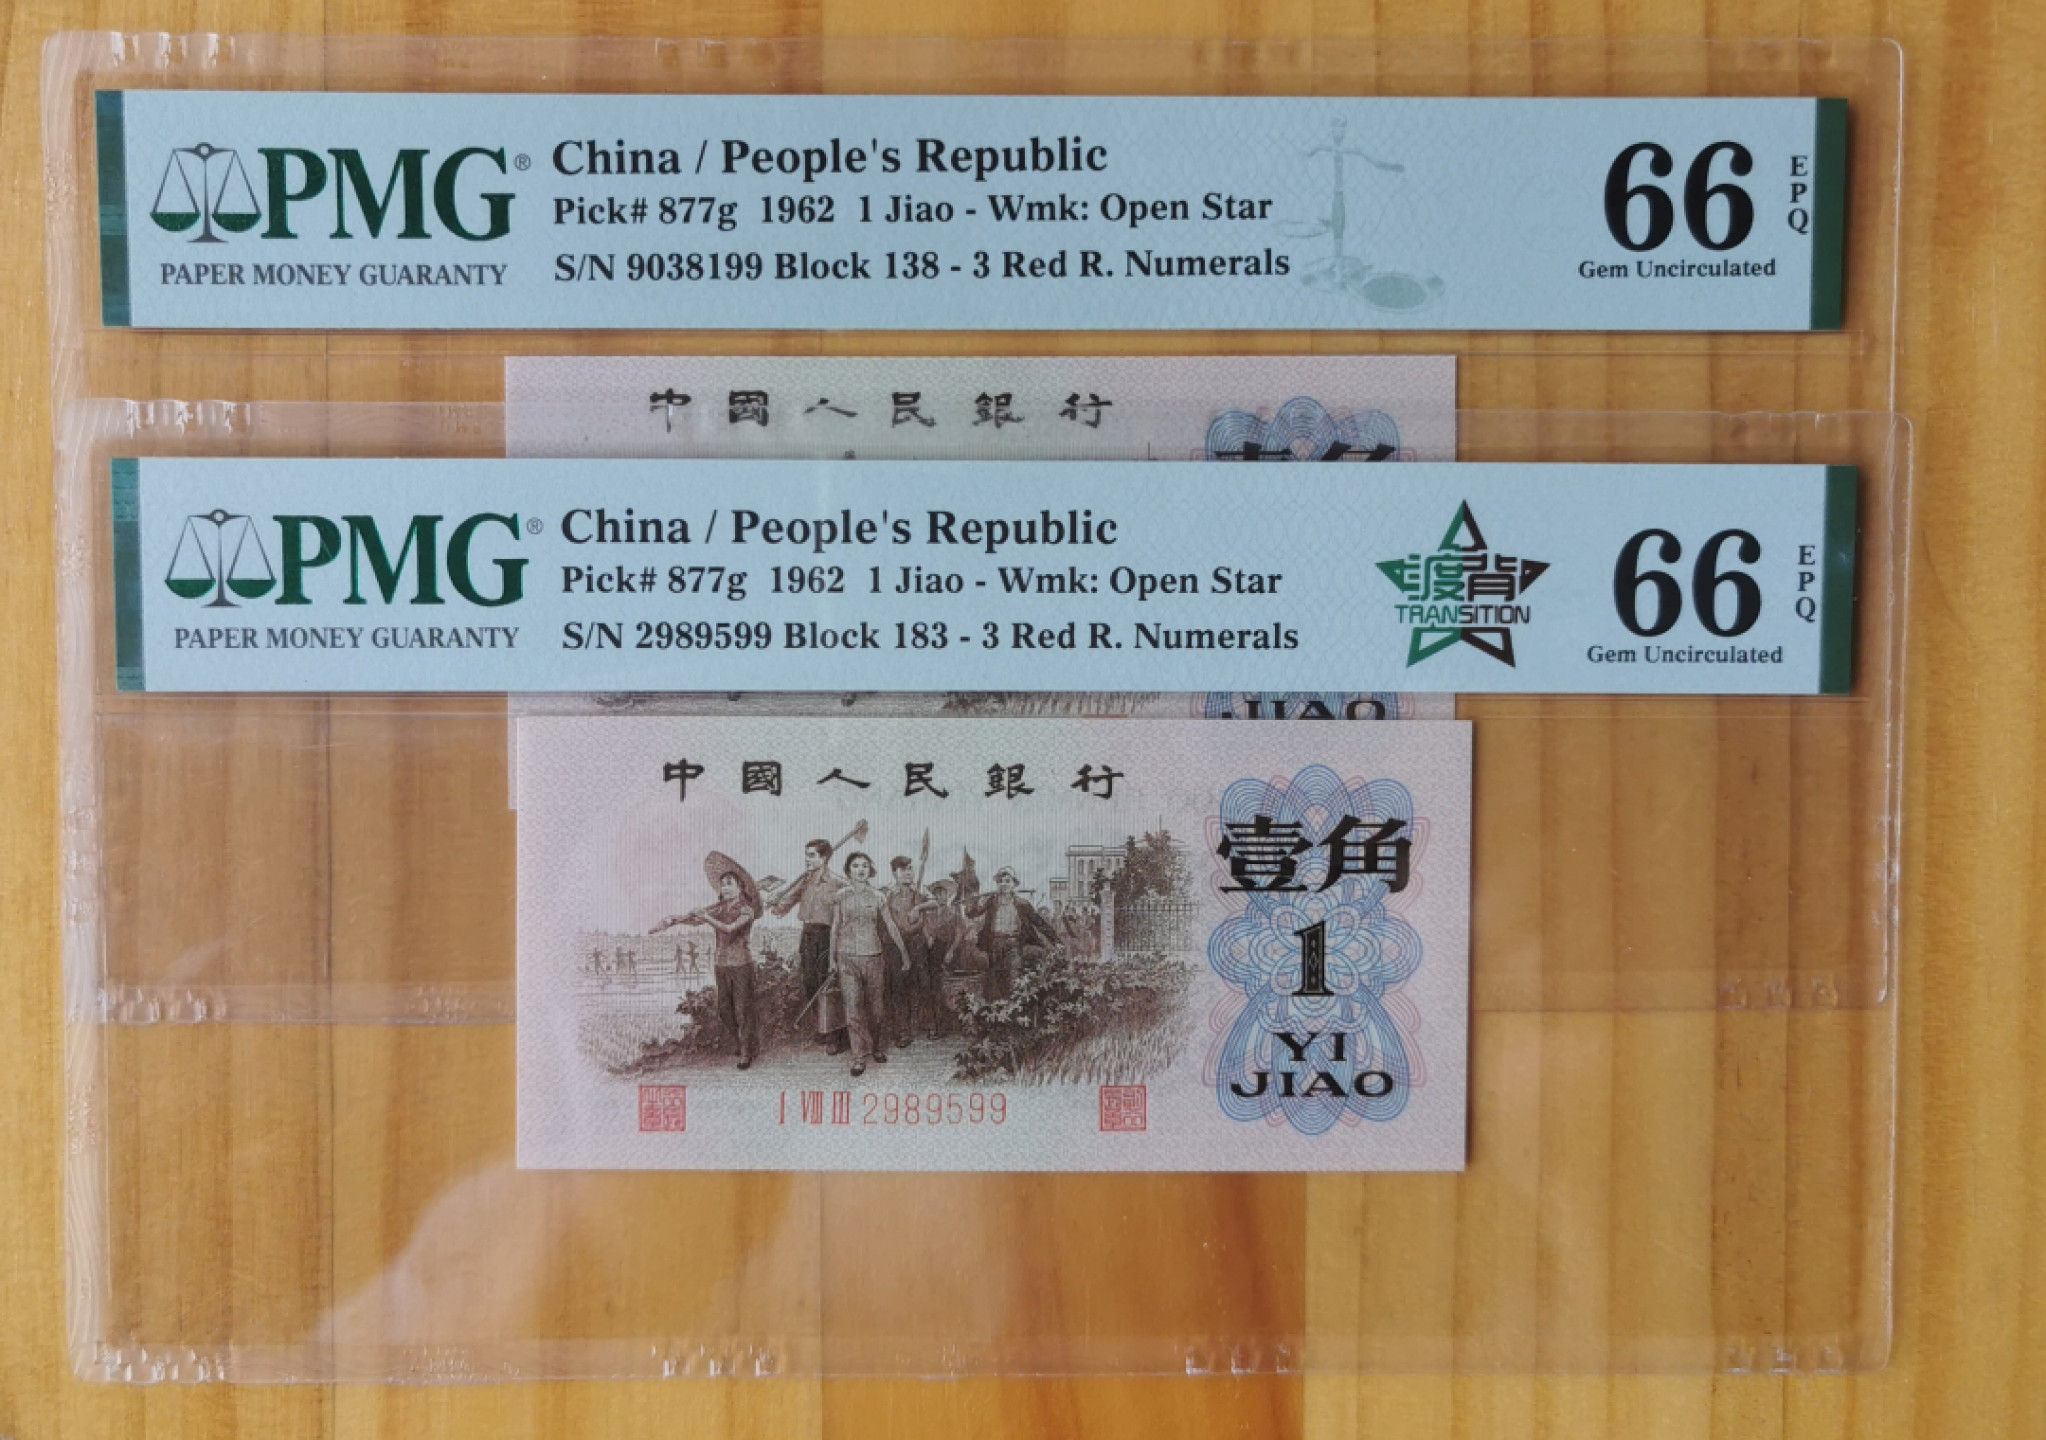 PMG®
PAPER MONEY GUARANTY
China / People's Republic
Pick# 877g 1962 1 Jiao - Wmk: Open Star
S/N 9038199 Block 138 - 3 Red R. Numerals
66
EPQ
Gem Uncirculated
中國人民銀行
壹角
PMG®
PAPER MONEY GUARANTY
China / People's Republic
Pick# 877g 1962 1 Jiao - Wmk: Open Star
S/N 2989599 Block 183 - 3 Red R. Numerals
渡背
TRANSITION
66
EPQ
Gem Uncirculated
JIAO
中國人民銀行
壹角
1
YI
JIAO
I VIII III 2989599